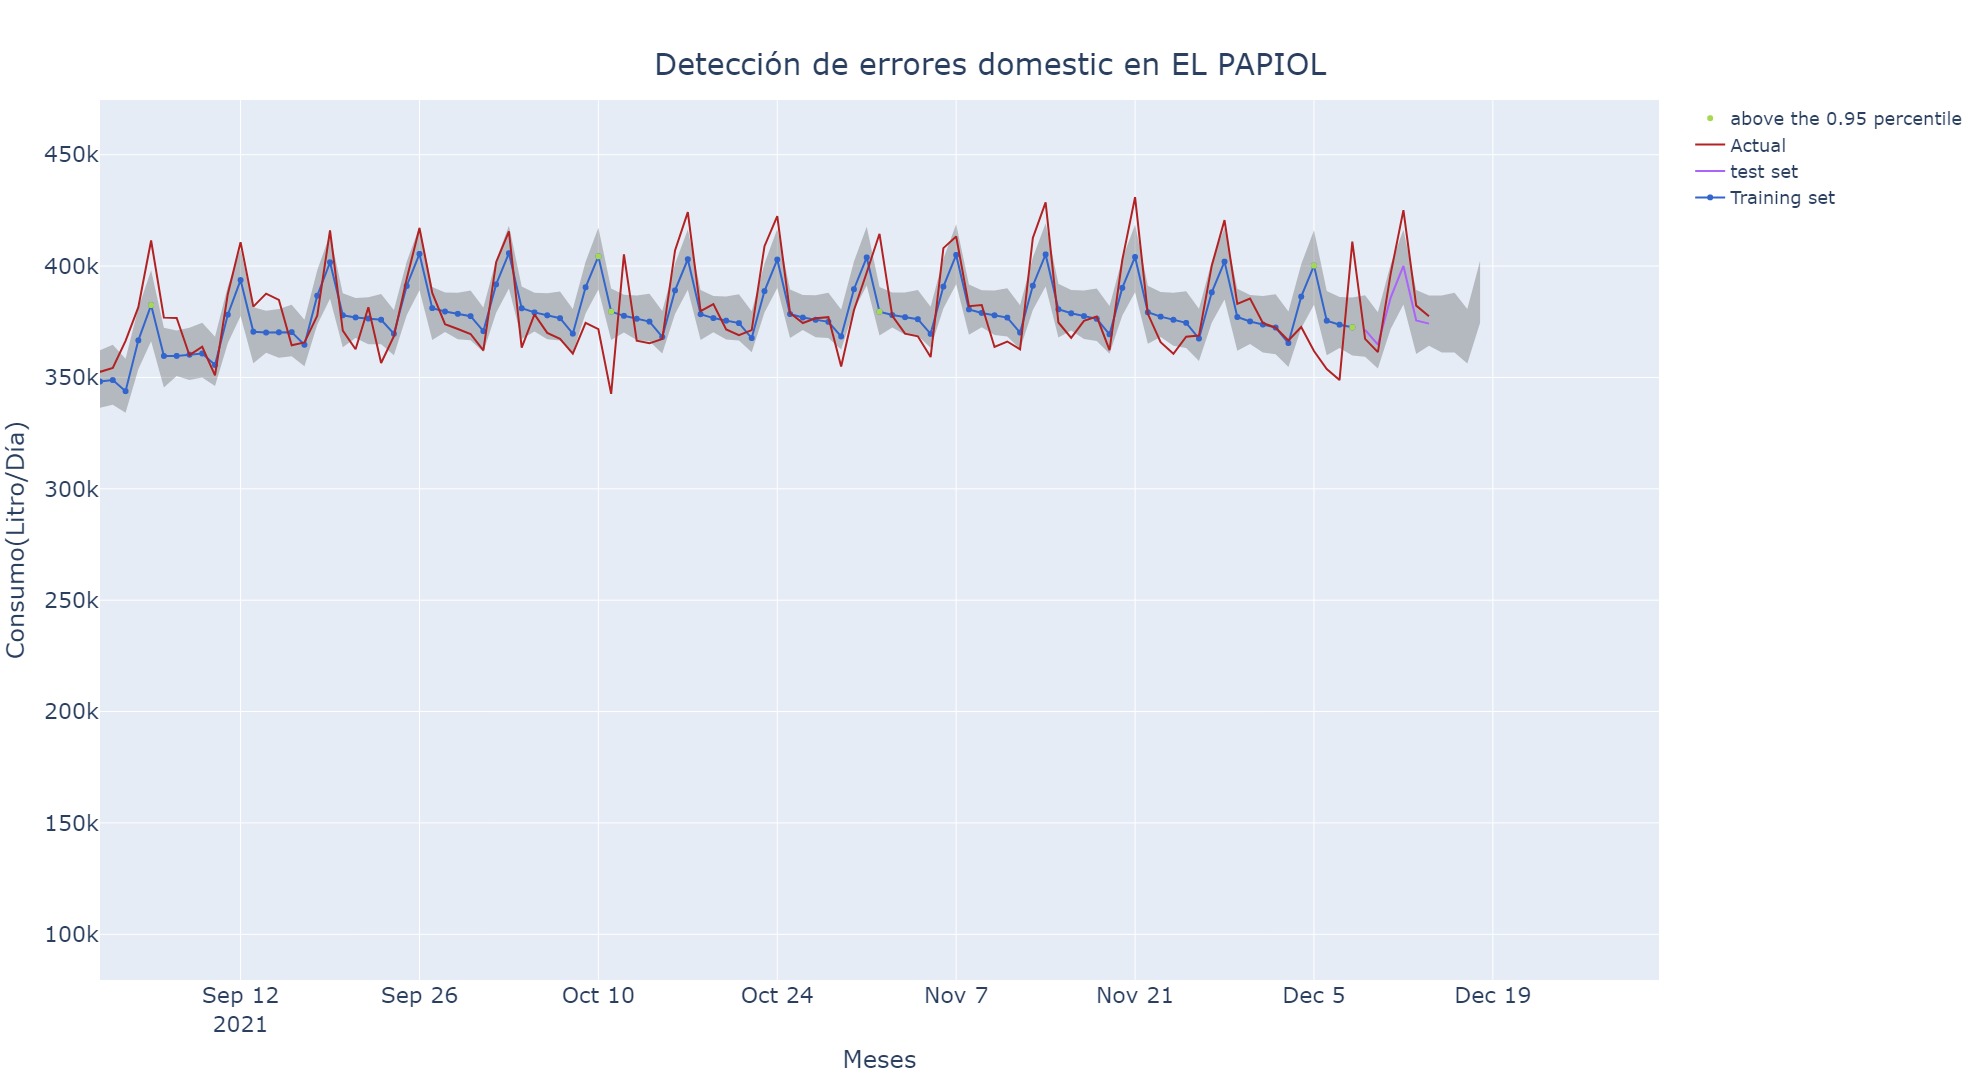 Detección de errores domestic en EL PAPIOL
above the 0.95 percentile
Actual
test set
Training set
450k
400k
350k
300k
250k
200k
150k
100k
Consumo(Litro/Día)
Sep 12
2021
Sep 26
Oct 10
Oct 24
Nov 7
Nov 21
Dec 5
Dec 19
Meses